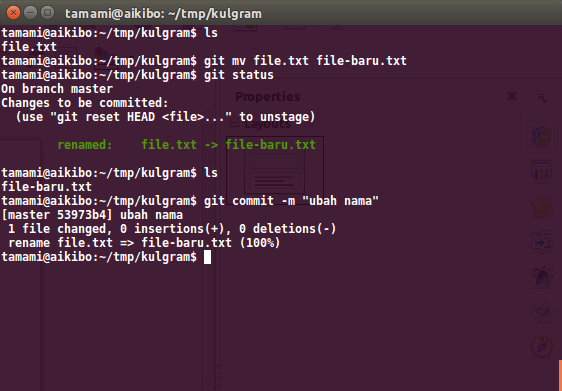 tamami@aikibo: ~/tmp/kulgram
tamami@aikibo:~/tmp/kulgram$ ls
file.txt
tamami@aikibo:~/tmp/kulgram$ git mv file.txt file-baru.txt
tamami@aikibo:~/tmp/kulgram$ git status
On branch master
Changes to be committed:
  (use "git reset HEAD <file>..." to unstage)
Properties
Layouts
        renamed:    file.txt -> file-baru.txt
tamami@aikibo:~/tmp/kulgram$ ls
file-baru.txt
tamami@aikibo:~/tmp/kulgram$ git commit -m "ubah nama"
[master 53973b4] ubah nama
 1 file changed, 0 insertions(+), 0 deletions(-)
 rename file.txt => file-baru.txt (100%)
tamami@aikibo:~/tmp/kulgram$